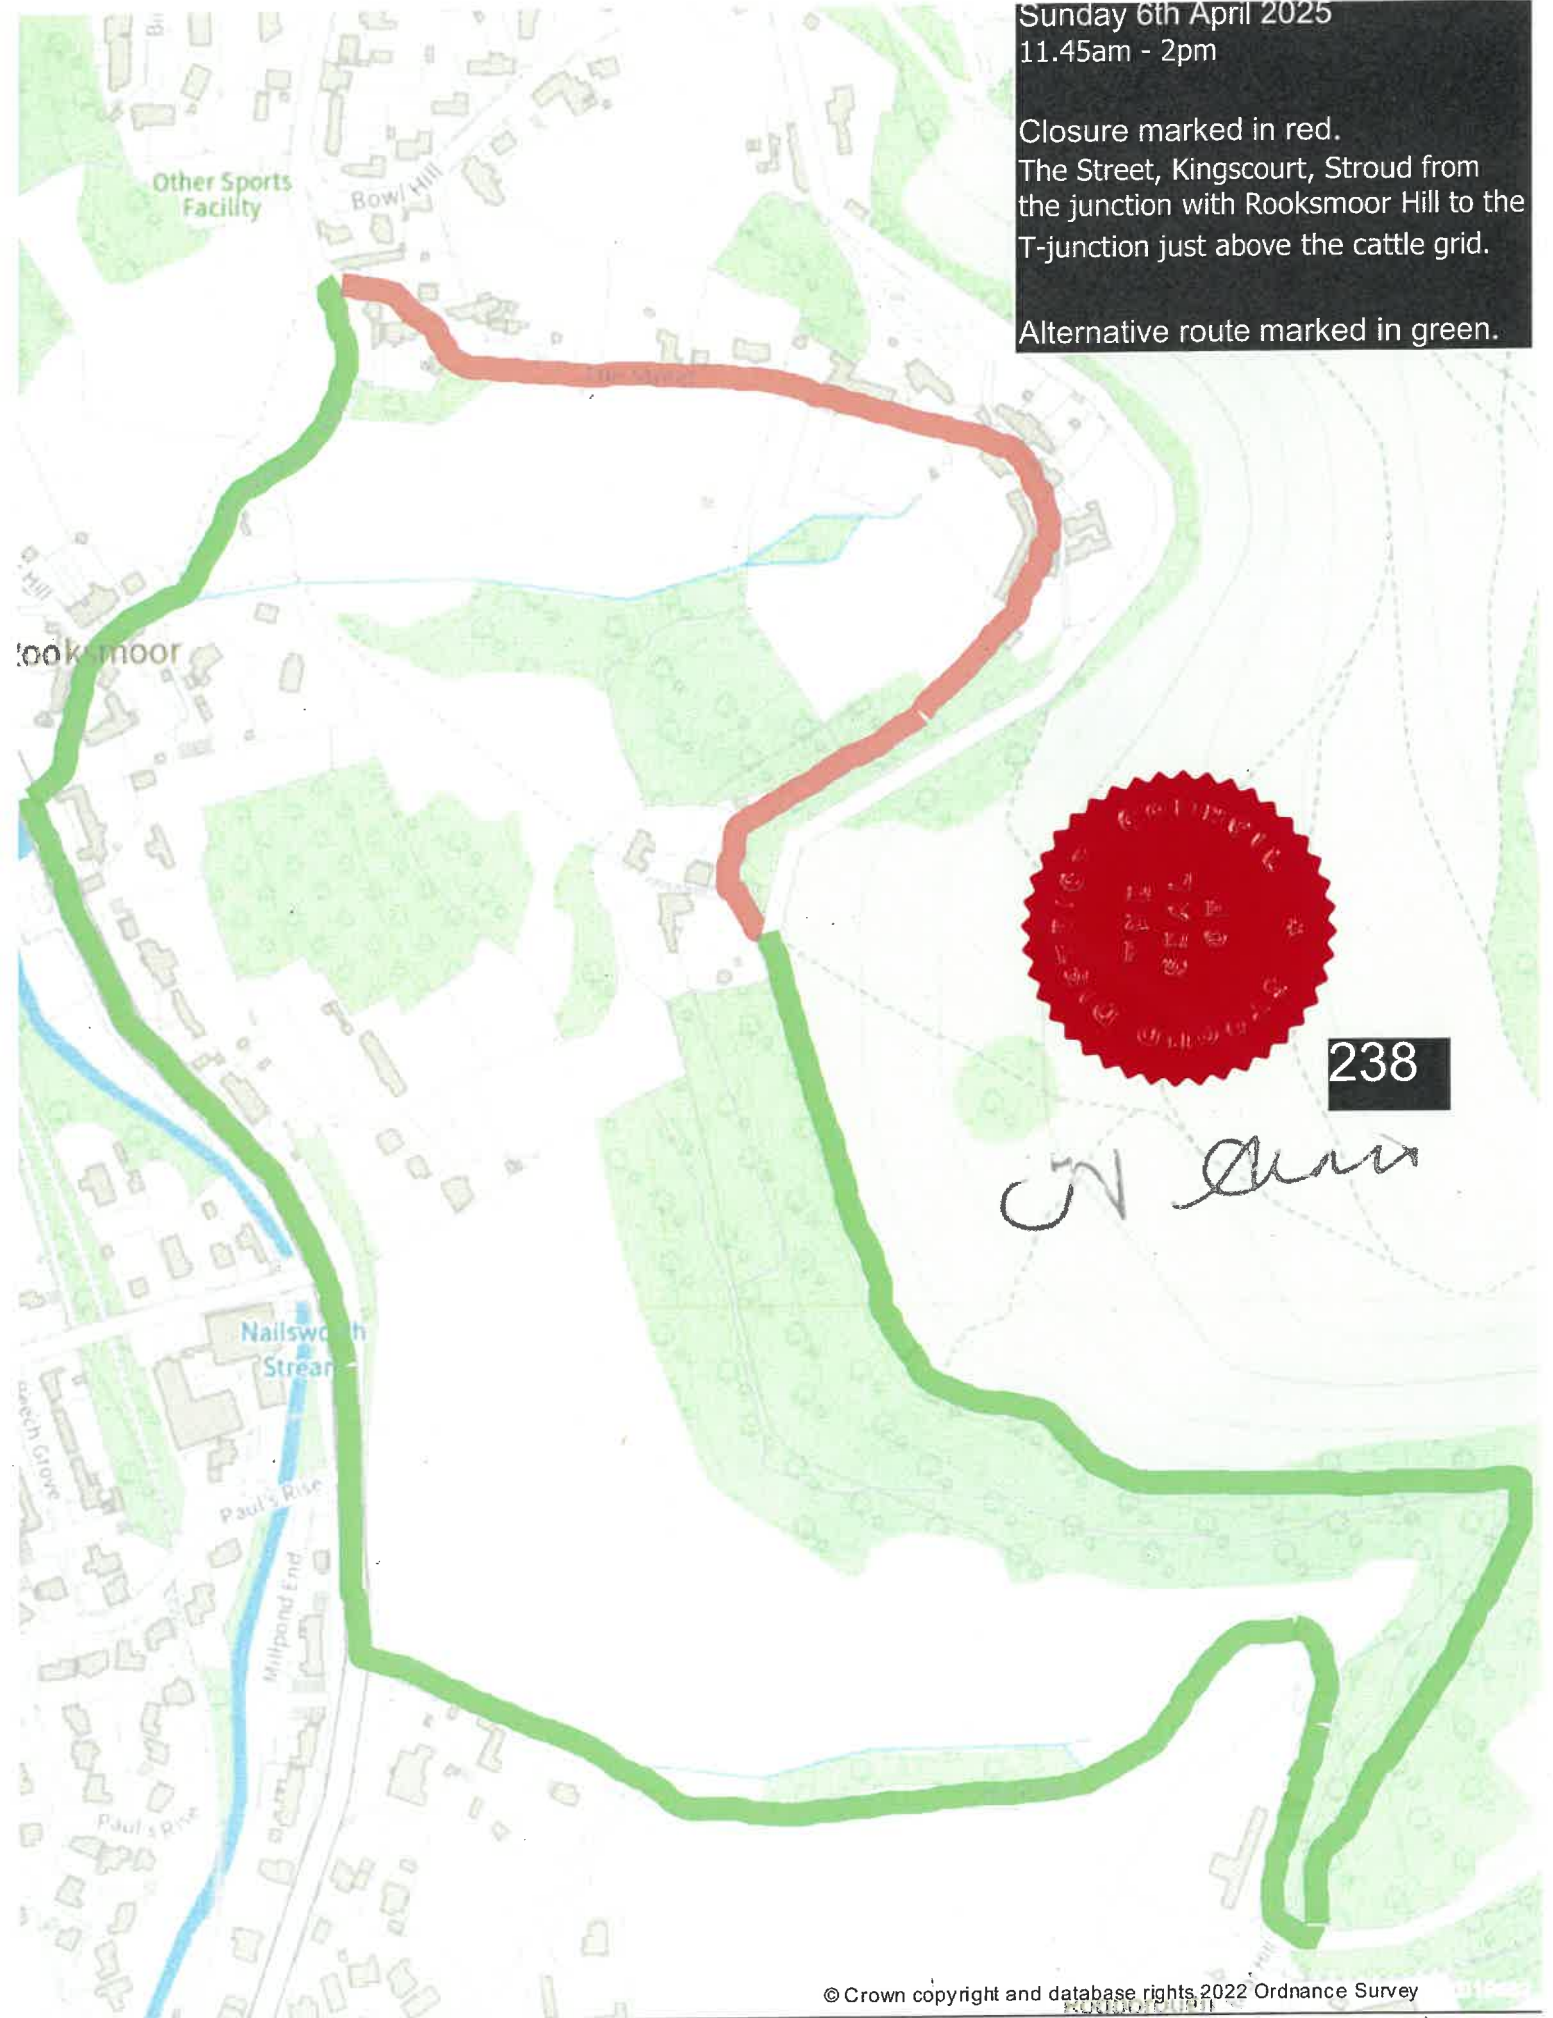 Sunday 6th April 2025
11.45am - 2pm
Closure marked in red.
The Street, Kingscourt, Stroud from
the junction with Rooksmoor Hill to the
T-junction just above the cattle grid.
Alternative route marked in green.
Other Sports
Facility
Bowl Hill
The Street
Hill
ooksmoor
238
Nailsworth
Stream
Paul's Rise
Millpond End
Paul's Rise
Hill
© Crown copyright and database rights 2022 Ordnance Survey